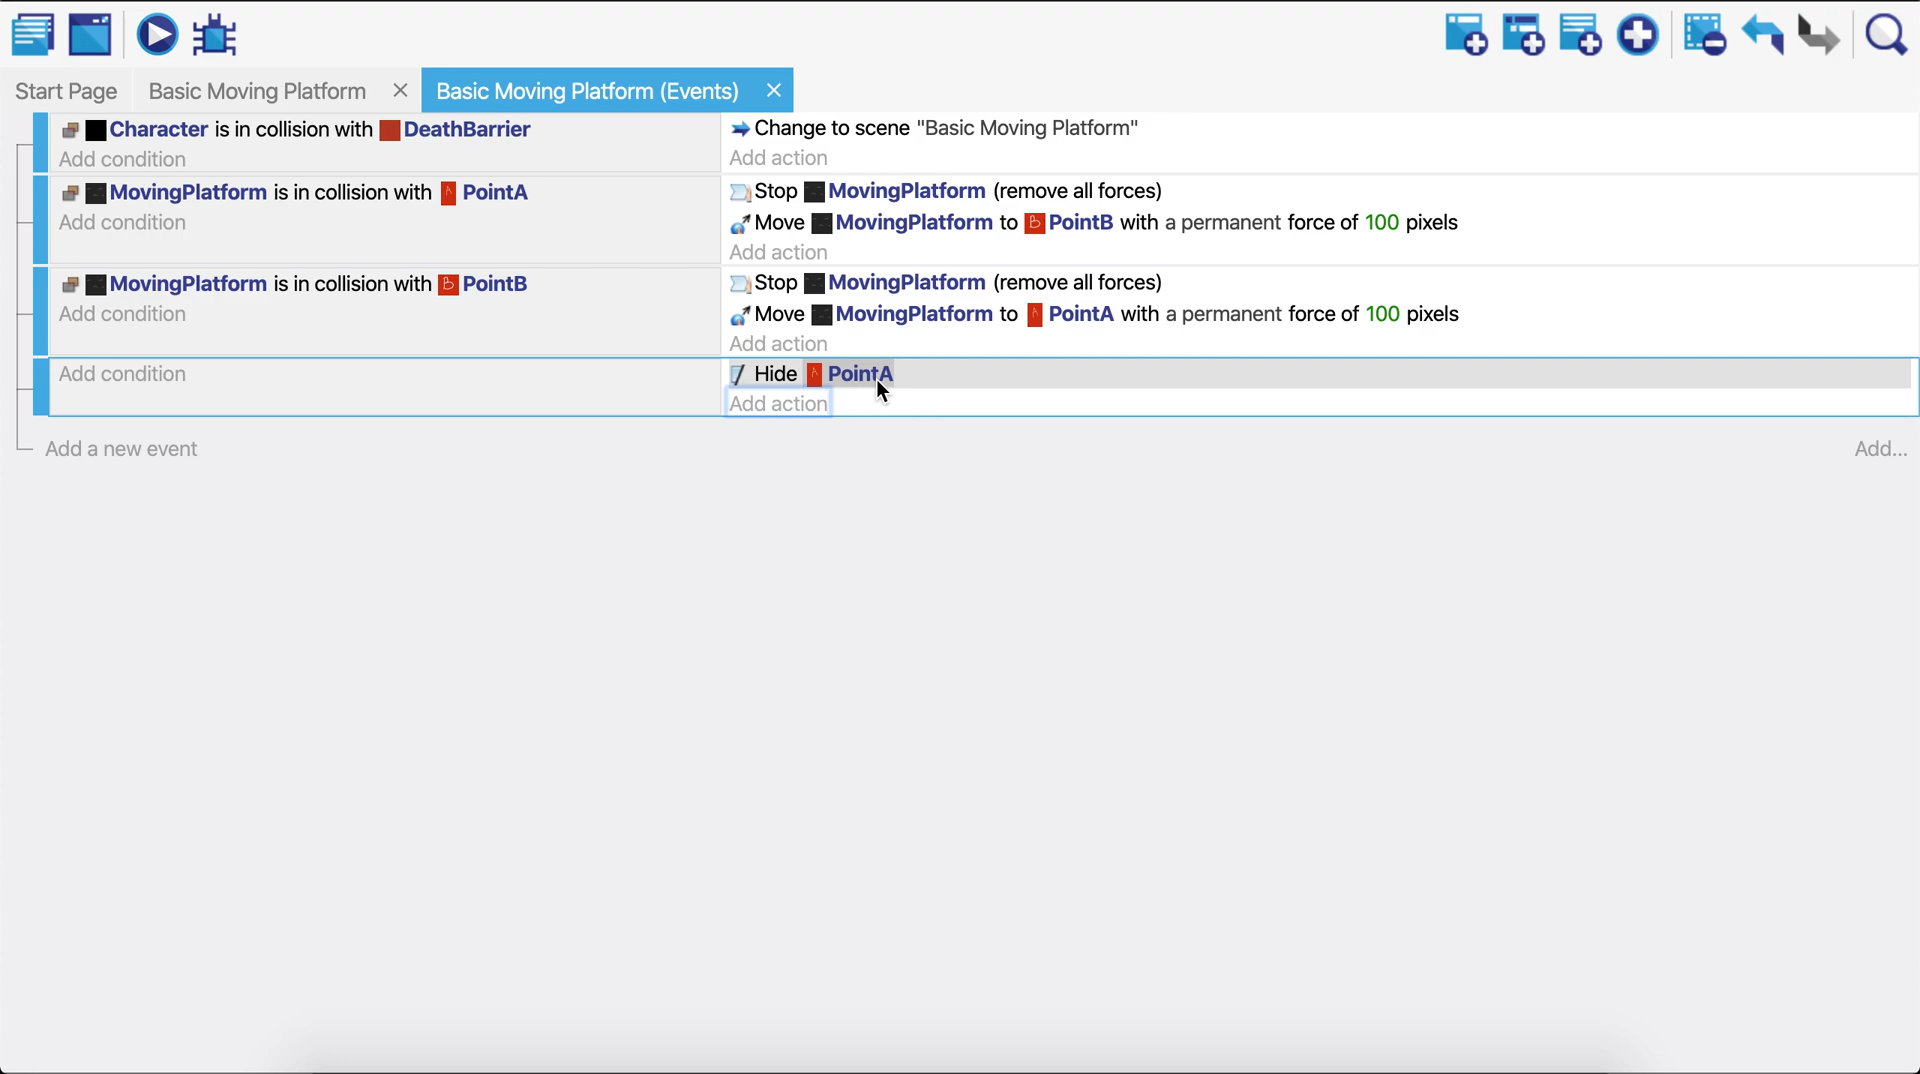 Start Page Basic Moving Platform Basic Moving Platform (Events)
Character is in collision with DeathBarrier Change to scene "Basic Moving Platform"
Add condition Add action
MovingPlatform is in collision with PointA Stop MovingPlatform (remove all forces)
Add condition Move MovingPlatform to PointB with a permanent force of 100 pixels
Add action
MovingPlatform is in collision with PointB Stop MovingPlatform (remove all forces)
Add condition Move MovingPlatform to PointA with a permanent force of 100 pixels
Add action
Add condition Hide PointA
Add action
Add a new event Add...